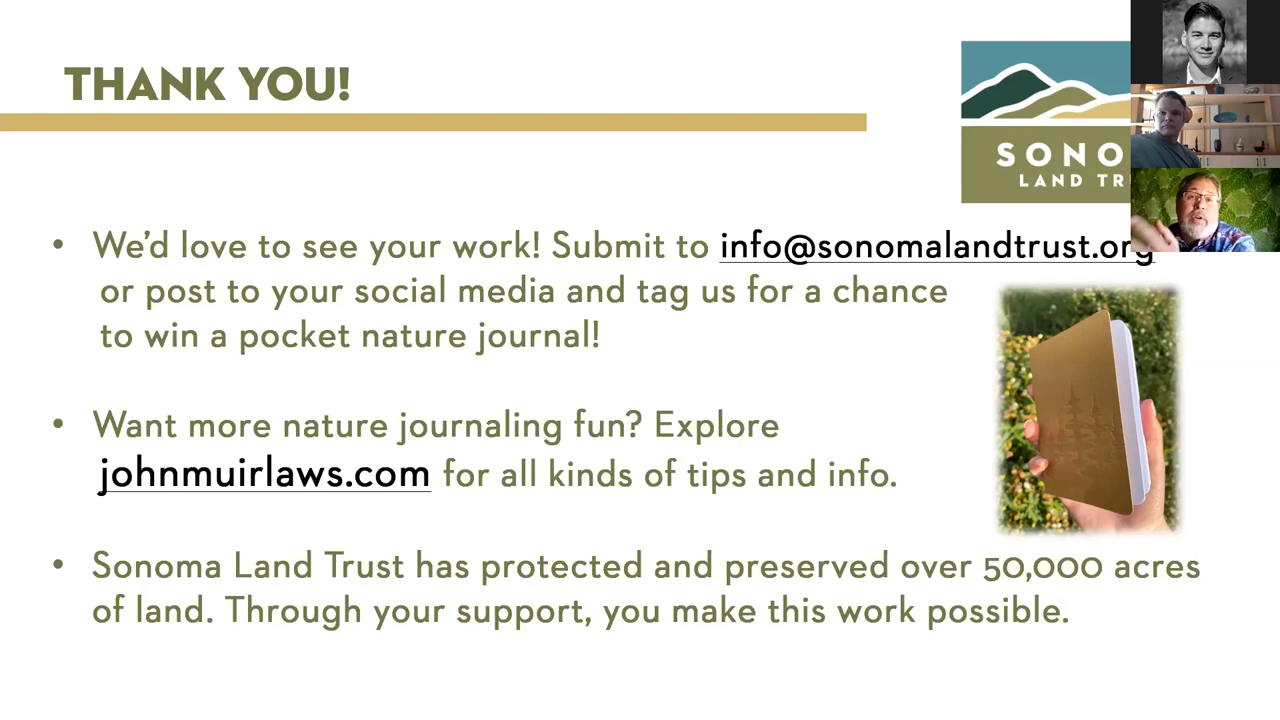 THANK YOU!
SONO
LAND TR
• We'd love to see your work! Submit to info@sonomalandtrust.org
or post to your social media and tag us for a chance
to win a pocket nature journal!
• Want more nature journaling fun? Explore
johnmuirlaws.com for all kinds of tips and info.
• Sonoma Land Trust has protected and preserved over 50,000 acres
of land. Through your support, you make this work possible.